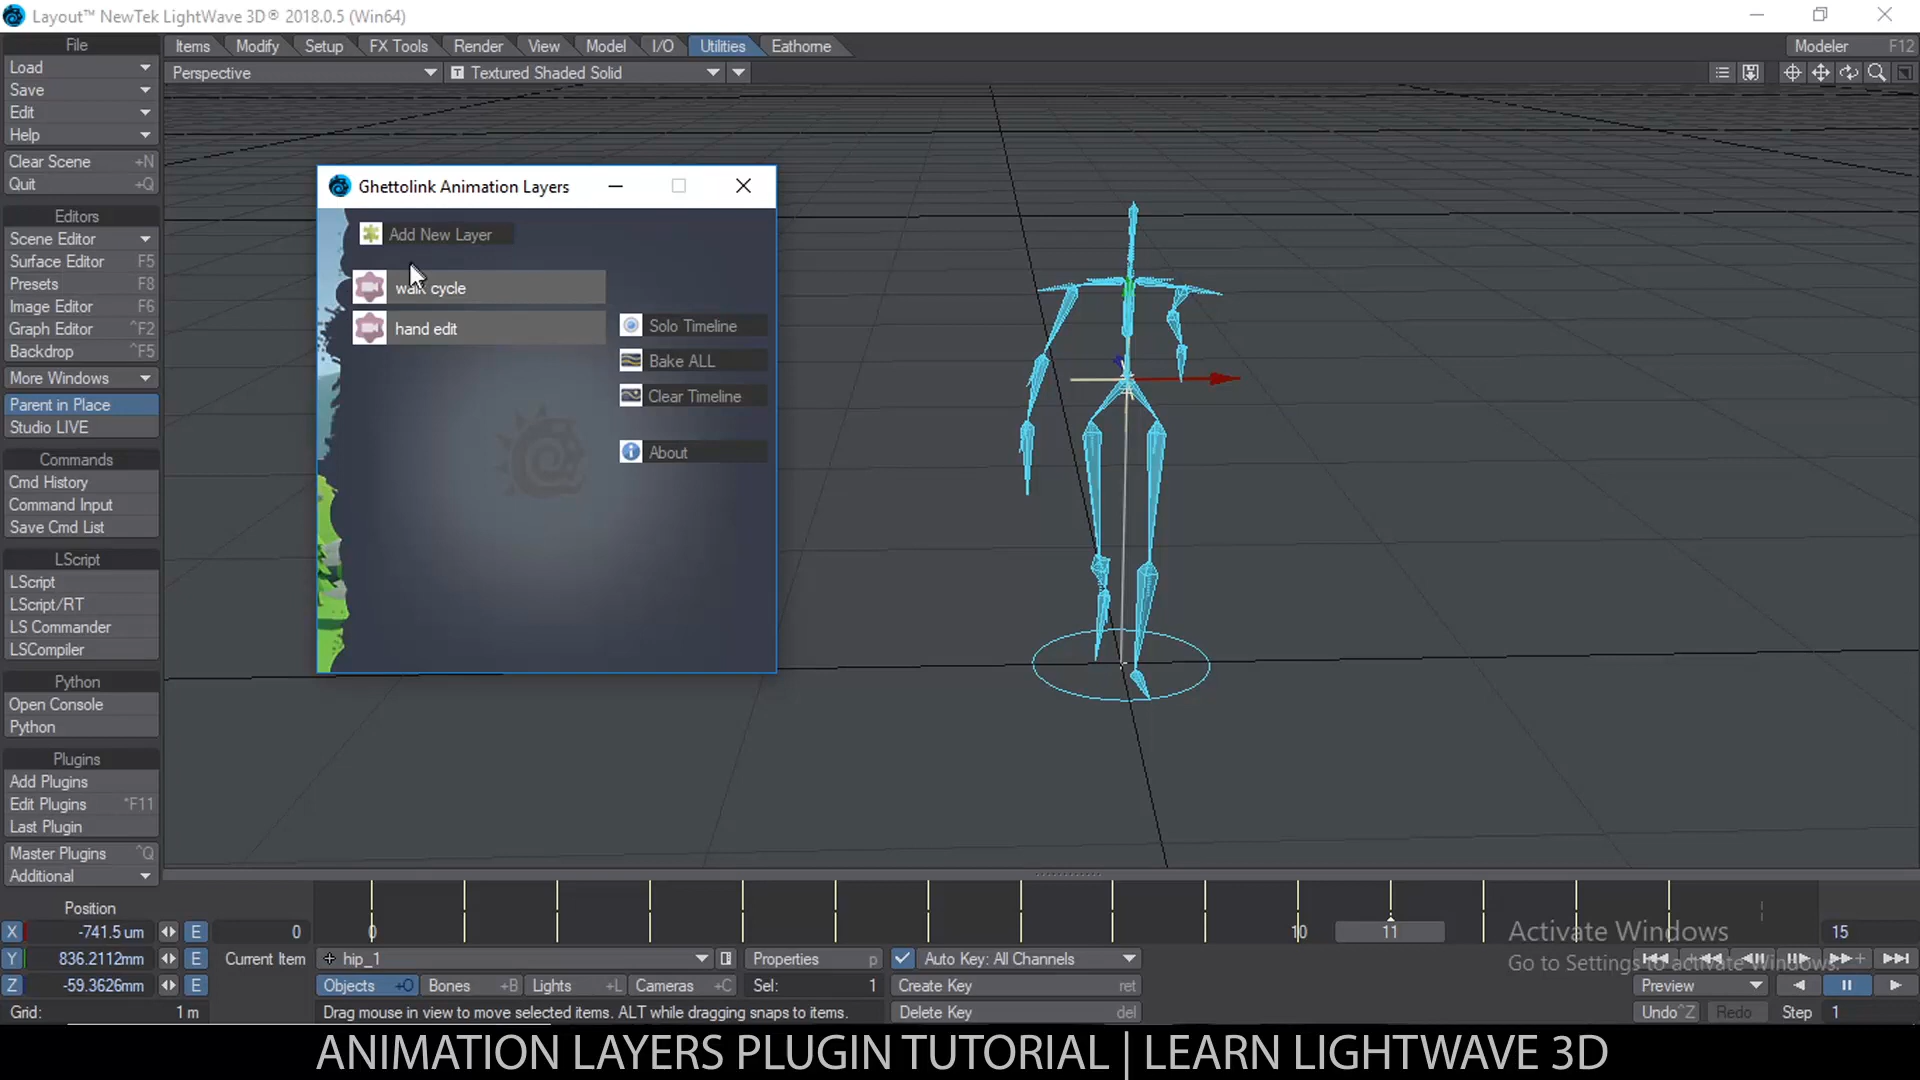 Layout™ NewTek LightWave 3D® 2018.0.5 (Win64)
File
Items Modify Setup FX Tools Render View Model I/O Utilities Eathorne Modeler F12
Load
Perspective T Textured Shaded Solid
Save
Edit
Help
Clear Scene +N
Quit +Q
Editors
Scene Editor
Surface Editor F5
Presets F8
Image Editor F6
Graph Editor ^F2
Backdrop ^F5
More Windows
Parent in Place
Studio LIVE
Commands
Cmd History
Command Input
Save Cmd List
LScript
LScript
LScript/RT
LS Commander
LSCompiler
Python
Open Console
Python
Plugins
Add Plugins
Edit Plugins ^F11
Last Plugin
Master Plugins ^Q
Additional
Ghettolink Animation Layers
Add New Layer
walk cycle
hand edit
Solo Timeline
Bake ALL
Clear Timeline
About
Position
X -741.5 um E 0 0 10 11 15
Y 836.2112mm E Current Item + hip_1 Properties p Auto Key: All Channels
Z -59.3626mm E Objects +O Bones +B Lights +L Cameras +C Sel: 1 Create Key ret Preview
Grid: 1 m Drag mouse in view to move selected items. ALT while dragging snaps to items. Delete Key del Undo ^Z Redo Step 1
Activate Windows
Go to Settings to activate Windows.
ANIMATION LAYERS PLUGIN TUTORIAL | LEARN LIGHTWAVE 3D